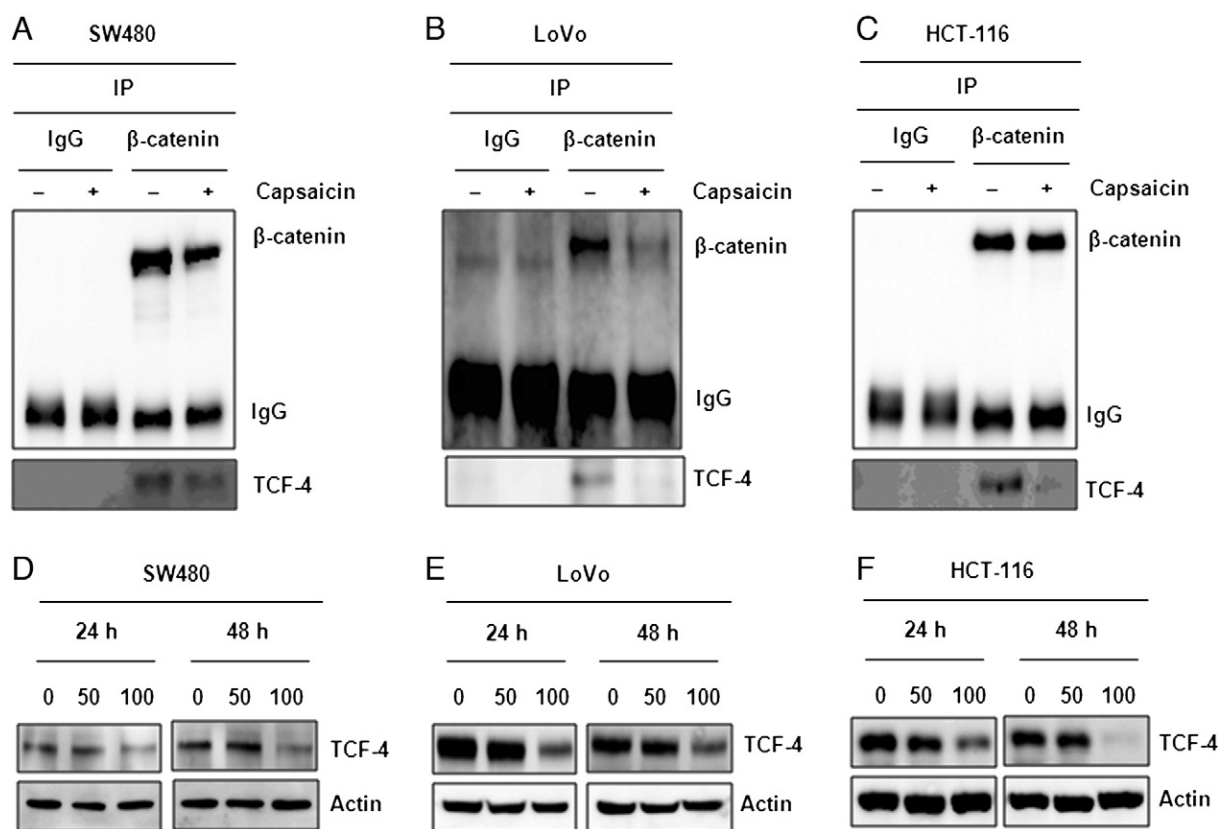 A
SW480
IP
IgG β-catenin
– + – + Capsaicin
β-catenin
IgG
TCF-4
B
LoVo
IP
IgG β-catenin
– + – + Capsaicin
β-catenin
IgG
TCF-4
C
HCT-116
IP
IgG β-catenin
– + – + Capsaicin
β-catenin
IgG
TCF-4
D
SW480
24 h 48 h
0 50 100 0 50 100
TCF-4
Actin
E
LoVo
24 h 48 h
0 50 100 0 50 100
TCF-4
Actin
F
HCT-116
24 h 48 h
0 50 100 0 50 100
TCF-4
Actin